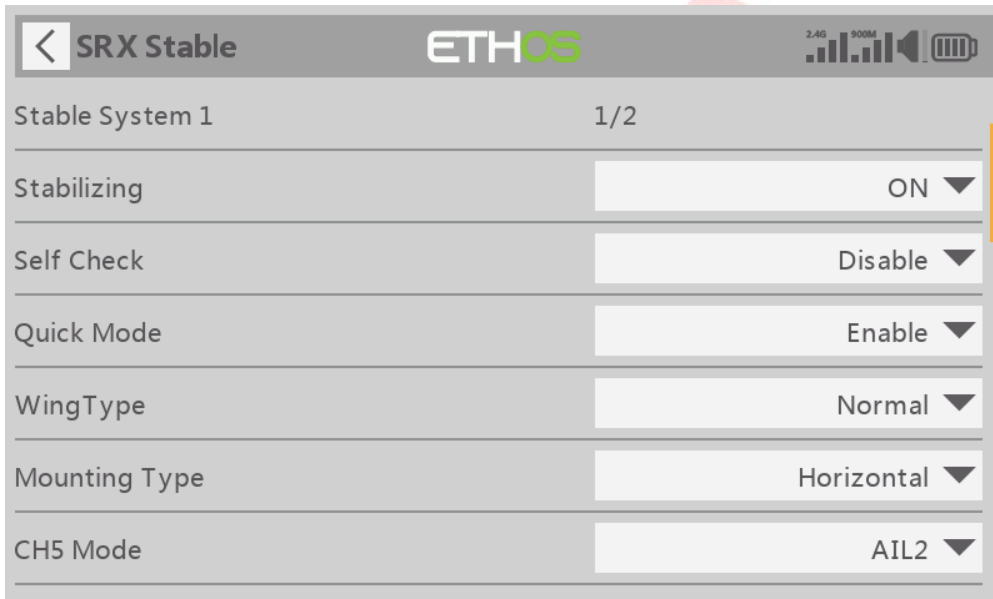 SRX Stable ETHOS 2.4G 900M
Stable System 1 1/2
Stabilizing ON
Self Check Disable
Quick Mode Enable
WingType Normal
Mounting Type Horizontal
CH5 Mode AIL2